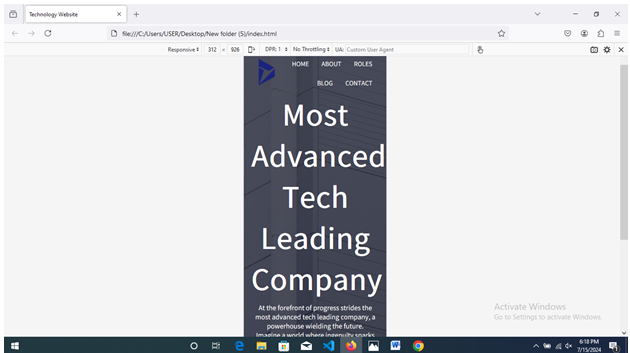 Technology Website
file:///C:/Users/USER/Desktop/New folder (5)/index.html
Responsive 312 × 926 DPR: 1 No Throttling UA: Custom User Agent
HOME ABOUT ROLES
BLOG CONTACT
Most
Advanced
Tech
Leading
Company
At the forefront of progress strides the
most advanced tech leading company, a
powerhouse wielding the future.
Imagine a world where ingenuity sparks
Activate Windows
Go to Settings to activate Windows.
6:18 PM
7/15/2024